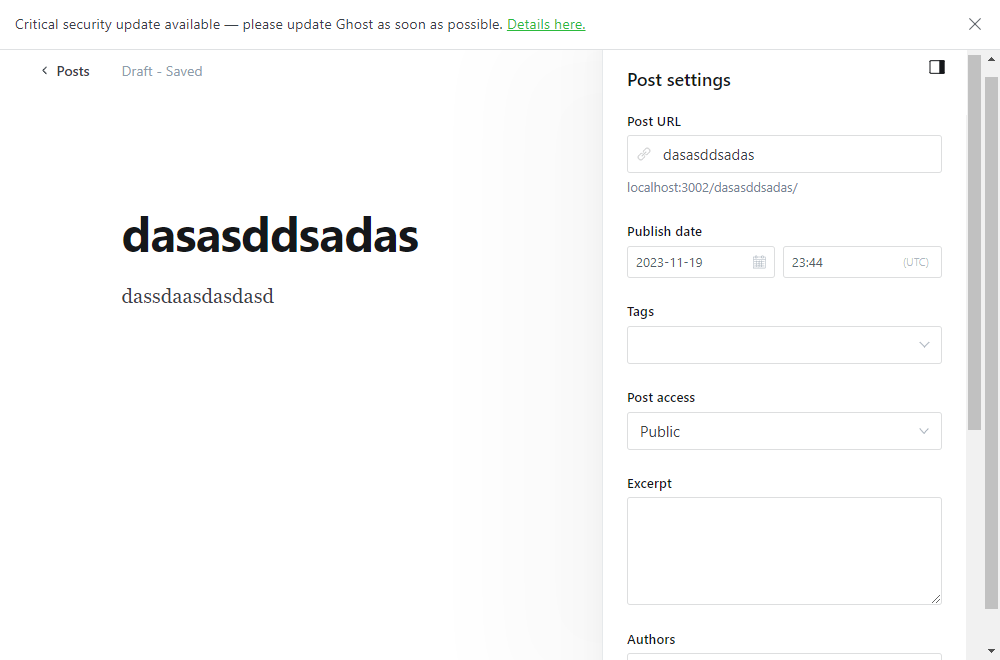 Critical security update available — please update Ghost as soon as possible. Details here.
Posts
Draft - Saved
dasasddsadas
dassdaasdasdasd
Post settings
Post URL
dasasddsadas
localhost:3002/dasasddsadas/
Publish date
2023-11-19
23:44 (UTC)
Tags
Post access
Public
Excerpt
Authors